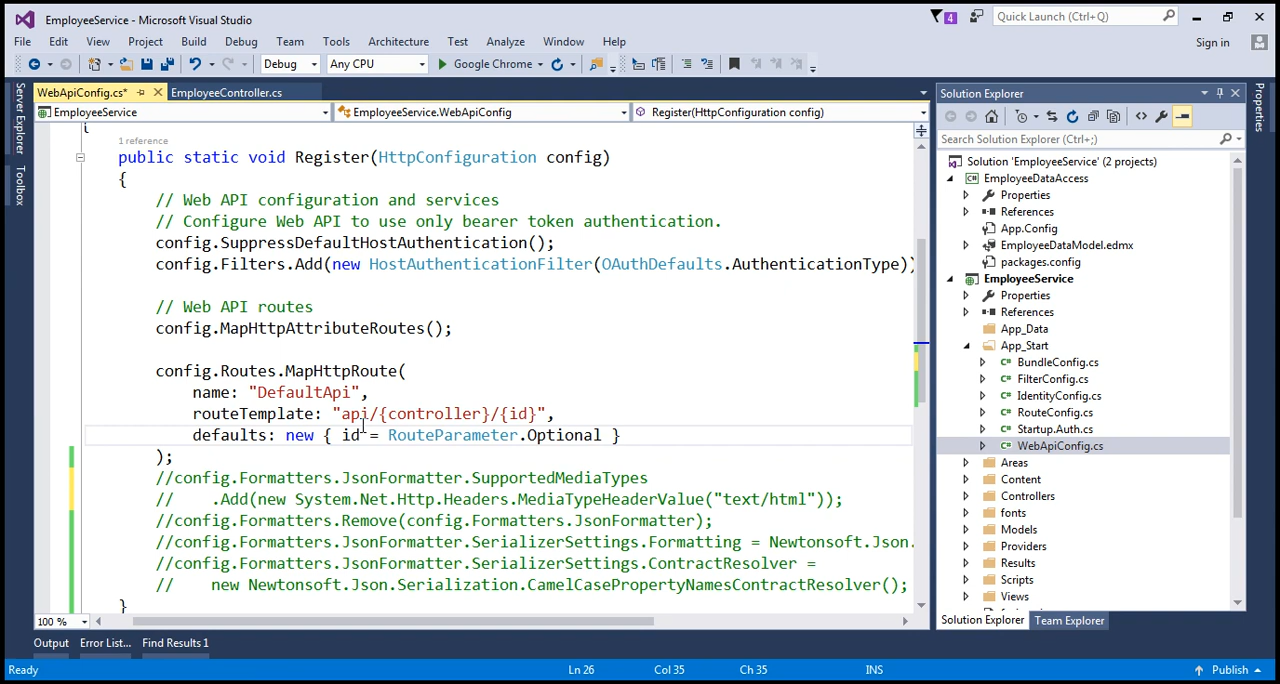 EmployeeService - Microsoft Visual Studio
4
Quick Launch (Ctrl+Q)
File Edit View Project Build Debug Team Tools Architecture Test Analyze Window Help
Sign in
Debug Any CPU Google Chrome
Server Explorer
Toolbox
WebApiConfig.cs* EmployeeController.cs
EmployeeService EmployeeService.WebApiConfig Register(HttpConfiguration config)
{
1 reference
public static void Register(HttpConfiguration config)
{
// Web API configuration and services
// Configure Web API to use only bearer token authentication.
config.SuppressDefaultHostAuthentication();
config.Filters.Add(new HostAuthenticationFilter(OAuthDefaults.AuthenticationType))
// Web API routes
config.MapHttpAttributeRoutes();
config.Routes.MapHttpRoute(
name: "DefaultApi",
routeTemplate: "api/{controller}/{id}",
defaults: new { id = RouteParameter.Optional }
);
//config.Formatters.JsonFormatter.SupportedMediaTypes
//    .Add(new System.Net.Http.Headers.MediaTypeHeaderValue("text/html"));
//config.Formatters.Remove(config.Formatters.JsonFormatter);
//config.Formatters.JsonFormatter.SerializerSettings.Formatting = Newtonsoft.Json.
//config.Formatters.JsonFormatter.SerializerSettings.ContractResolver =
//    new Newtonsoft.Json.Serialization.CamelCasePropertyNamesContractResolver();
}
100 %
Solution Explorer
Search Solution Explorer (Ctrl+;)
Solution 'EmployeeService' (2 projects)
EmployeeDataAccess
Properties
References
App.Config
EmployeeDataModel.edmx
packages.config
EmployeeService
Properties
References
App_Data
App_Start
BundleConfig.cs
FilterConfig.cs
IdentityConfig.cs
RouteConfig.cs
Startup.Auth.cs
WebApiConfig.cs
Areas
Content
Controllers
fonts
Models
Providers
Results
Scripts
Views
Solution Explorer Team Explorer
Properties
Output Error List... Find Results 1
Ready Ln 26 Col 35 Ch 35 INS Publish